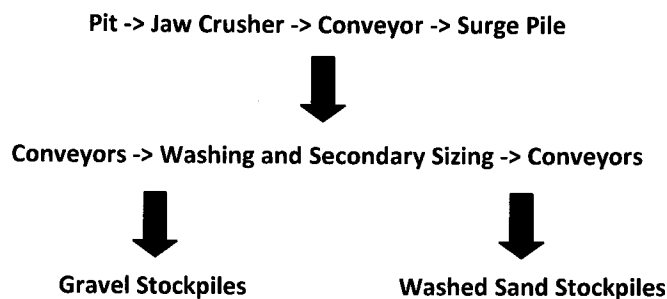 Pit -> Jaw Crusher -> Conveyor -> Surge Pile
Conveyors -> Washing and Secondary Sizing -> Conveyors
Gravel Stockpiles
Washed Sand Stockpiles